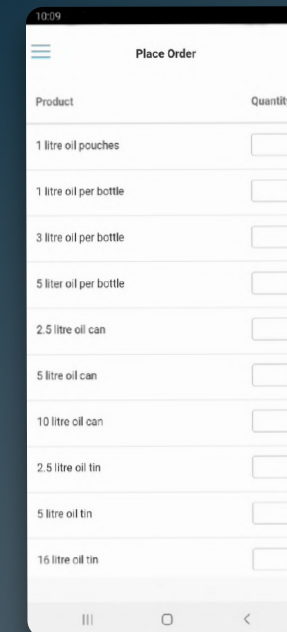 10:09
Place Order
Product Quantity
1 litre oil pouches
1 litre oil per bottle
3 litre oil per bottle
5 liter oil per bottle
2.5 litre oil can
5 litre oil can
10 litre oil can
2.5 litre oil tin
5 litre oil tin
16 litre oil tin